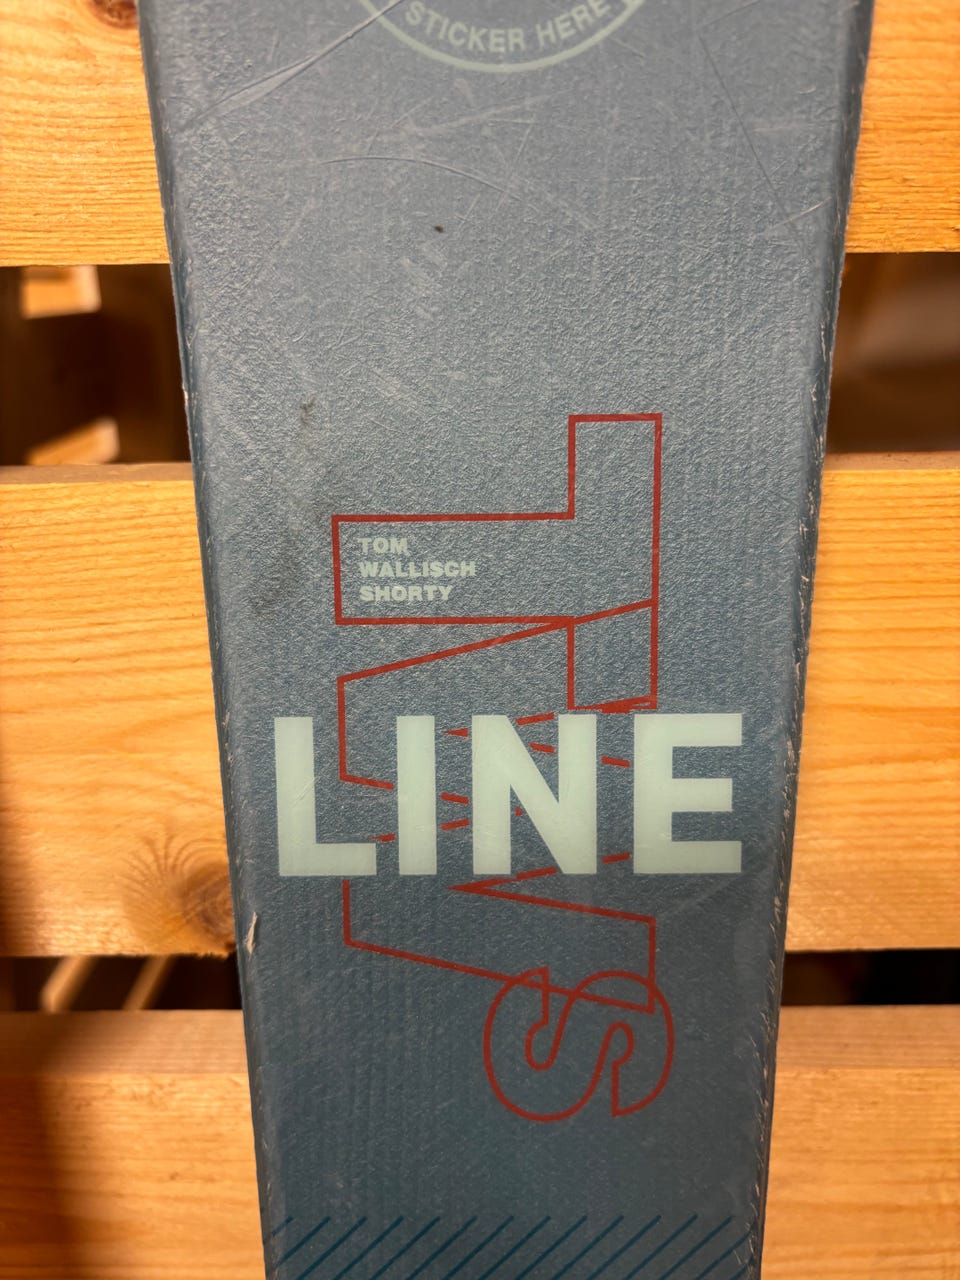 STICKER HERE
TOM
WALLISCH
SHORTY
LINE
TWs